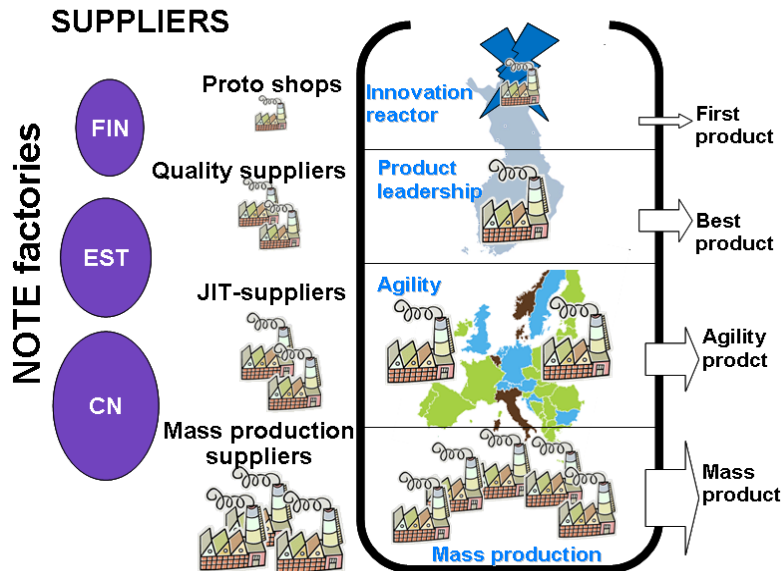 SUPPLIERS
NOTE factories
FIN
EST
CN
Proto shops
Quality suppliers
JIT-suppliers
Mass production
suppliers
Innovation
reactor
Product
leadership
Agility
Mass production
First
product
Best
product
Agility
prodct
Mass
product